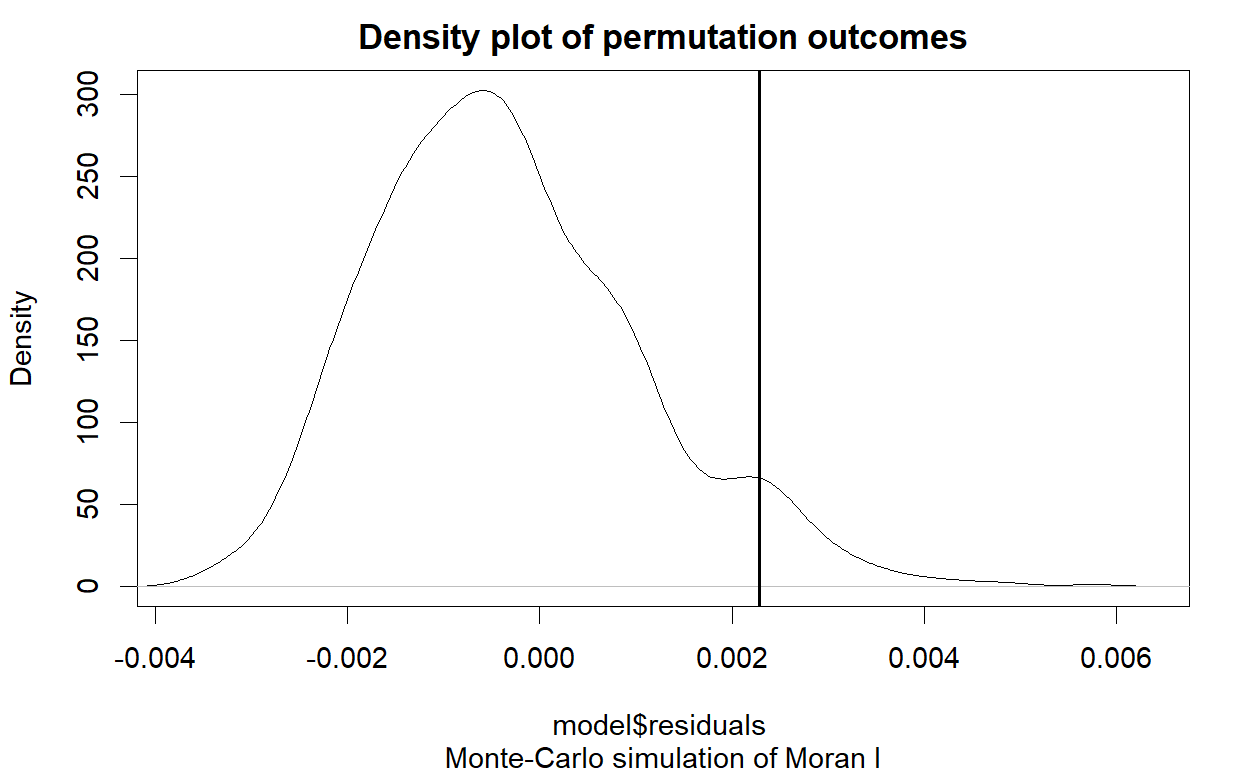 Density plot of permutation outcomes
300
250
200
150
100
50
0
Density
-0.004 -0.002 0.000 0.002 0.004 0.006
model$residuals
Monte-Carlo simulation of Moran I